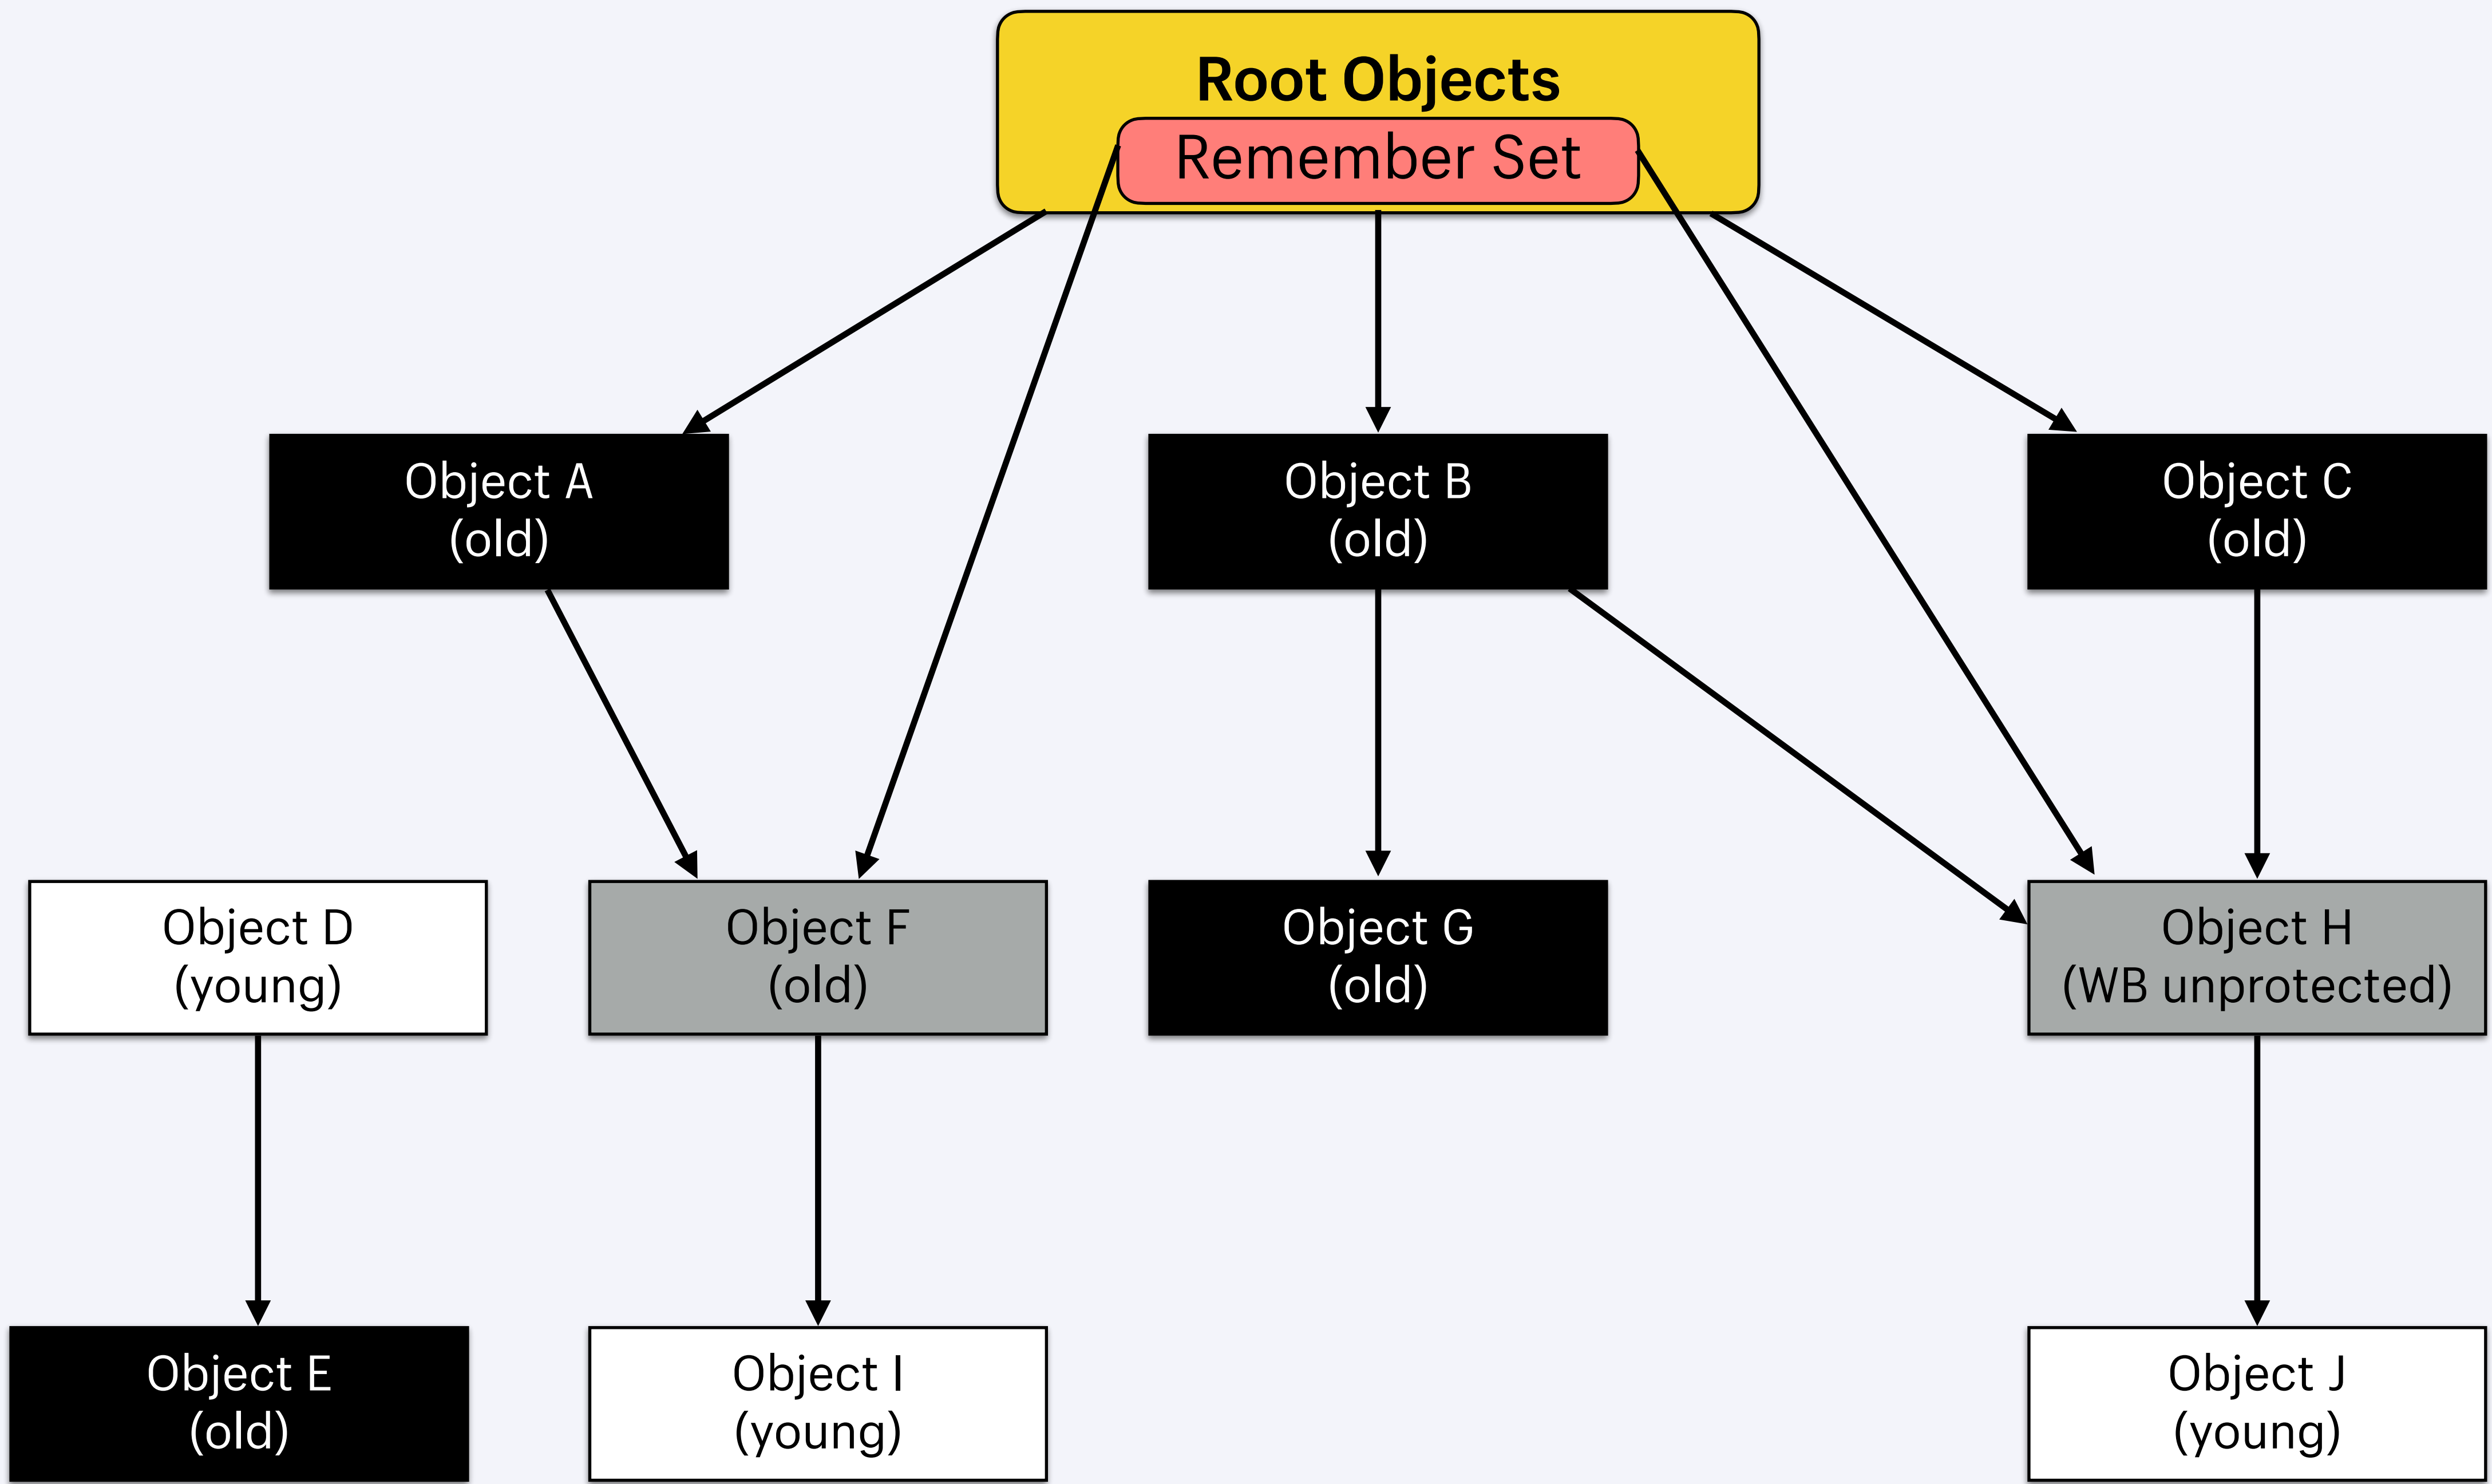 Root Objects
Remember Set
Object A
(old)
Object B
(old)
Object C
(old)
Object D
(young)
Object F
(old)
Object G
(old)
Object H
(WB unprotected)
Object E
(old)
Object I
(young)
Object J
(young)